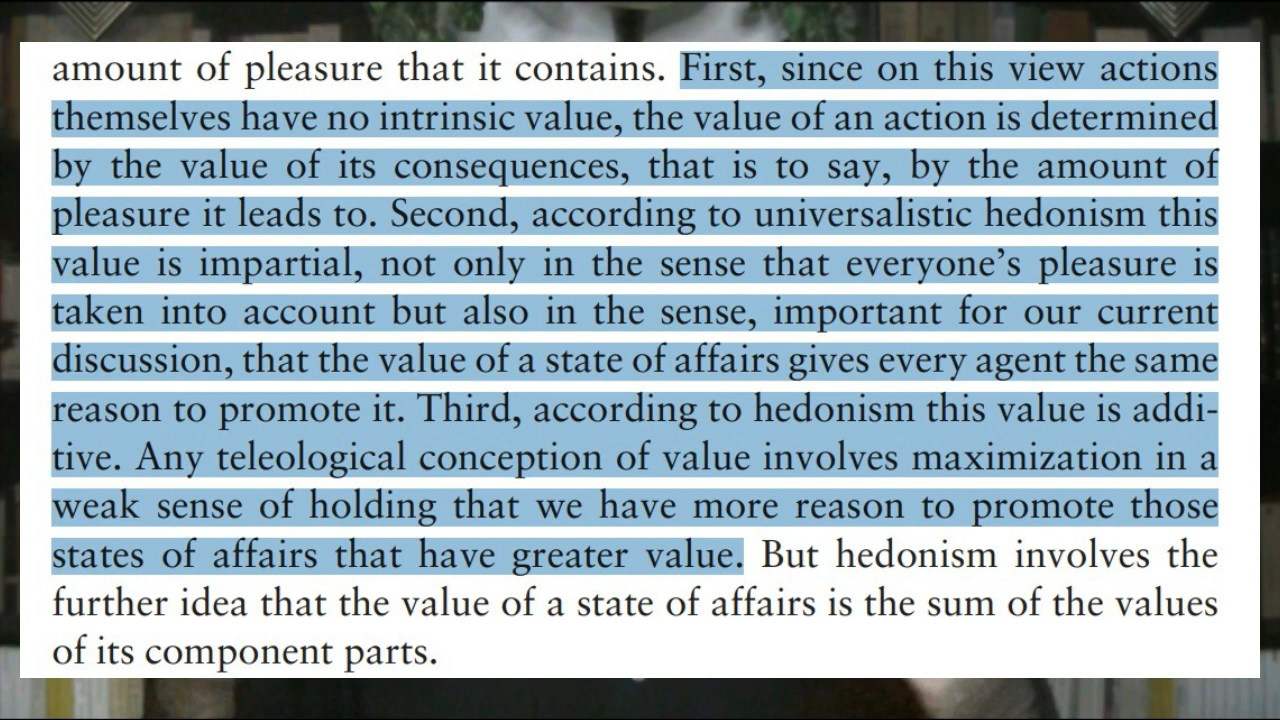 amount of pleasure that it contains. First, since on this view actions
themselves have no intrinsic value, the value of an action is determined
by the value of its consequences, that is to say, by the amount of
pleasure it leads to. Second, according to universalistic hedonism this
value is impartial, not only in the sense that everyone’s pleasure is
taken into account but also in the sense, important for our current
discussion, that the value of a state of affairs gives every agent the same
reason to promote it. Third, according to hedonism this value is addi-
tive. Any teleological conception of value involves maximization in a
weak sense of holding that we have more reason to promote those
states of affairs that have greater value. But hedonism involves the
further idea that the value of a state of affairs is the sum of the values
of its component parts.